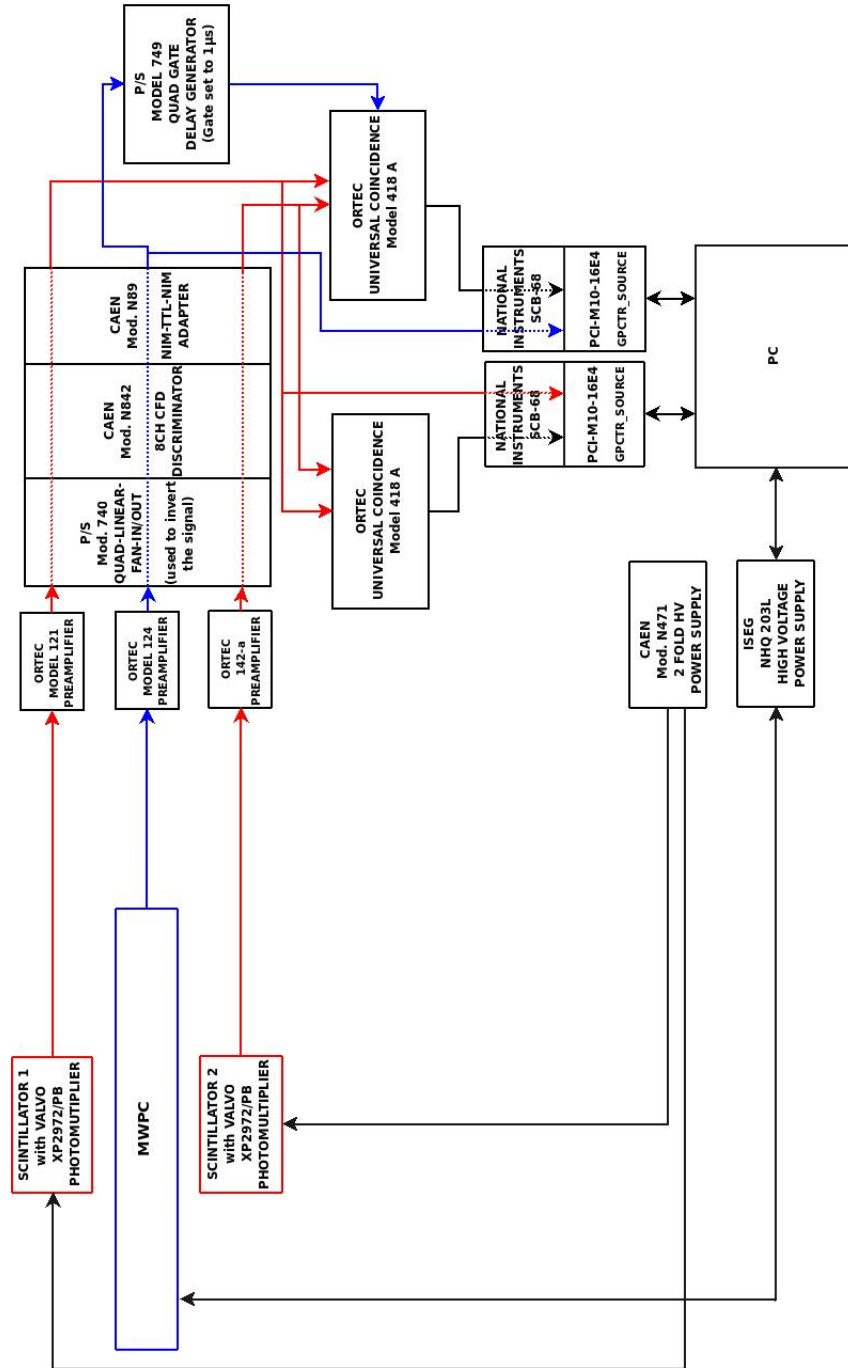 SCINTILLATOR 1
with VALVO
XP2972/PB
PHOTOMUTIPLIER
MWPC
SCINTILLATOR 2
with VALVO
XP2972/PB
PHOTOMULTIPLIER
ORTEC
MODEL 121
PREAMPLIFIER
ORTEC
MODEL 124
PREAMPLIFIER
ORTEC
142-a
PREAMPLIFIER
P/S
Mod. 740
QUAD-LINEAR-
FAN-IN/OUT
(used to invert
the signal)
CAEN
Mod. N842
8CH CFD
DISCRIMINATOR
CAEN
Mod. N89
NIM-TTL-NIM
ADAPTER
P/S
MODEL 749
QUAD GATE
DELAY GENERATOR
(Gate set to 1µs)
ORTEC
UNIVERSAL COINCIDENCE
Model 418 A
ORTEC
UNIVERSAL COINCIDENCE
Model 418 A
NATIONAL
INSTRUMENTS
SCB-68
PCI-M10-16E4
GPCTR_SOURCE
NATIONAL
INSTRUMENTS
SCB-68
PCI-M10-16E4
GPCTR_SOURCE
CAEN
Mod. N471
2 FOLD HV
POWER SUPPLY
ISEG
NHQ 203L
HIGH VOLTAGE
POWER SUPPLY
PC